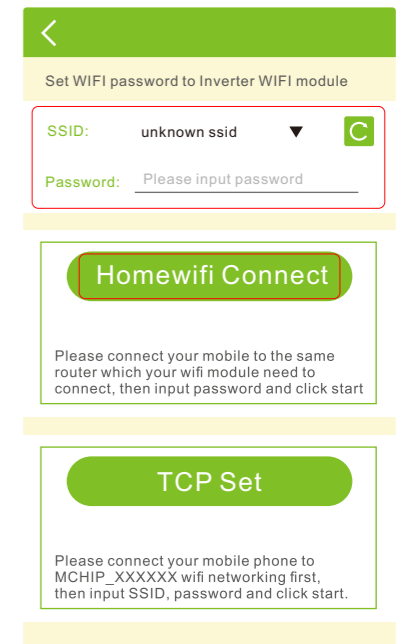 Set WIFI password to Inverter WIFI module
SSID: unknown ssid
Password: Please input password
Homewifi Connect
Please connect your mobile to the same
router which your wifi module need to
connect, then input password and click start
TCP Set
Please connect your mobile phone to
MCHIP_XXXXXX wifi networking first,
then input SSID, password and click start.